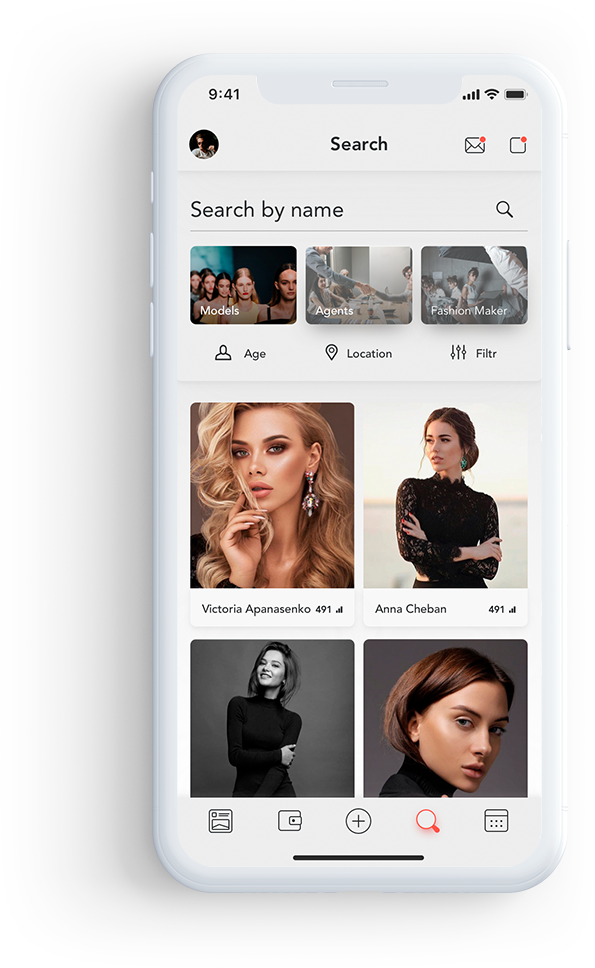 9:41
Search
Search by name
Models
Agents
Fashion Maker
Age
Location
Filtr
Victoria Apanasenko 491
Anna Cheban 491